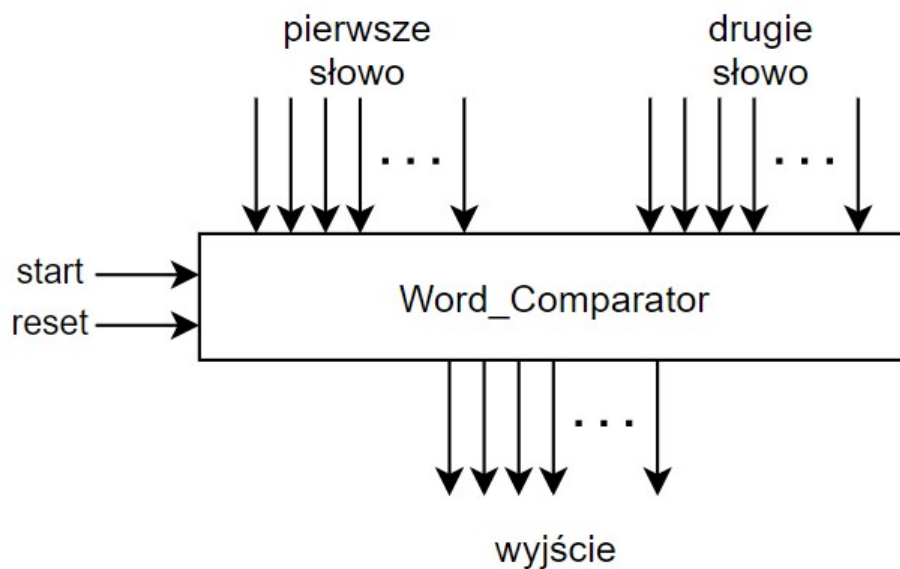 pierwsze
słowo
drugie
słowo
start
reset
Word_Comparator
wyjście